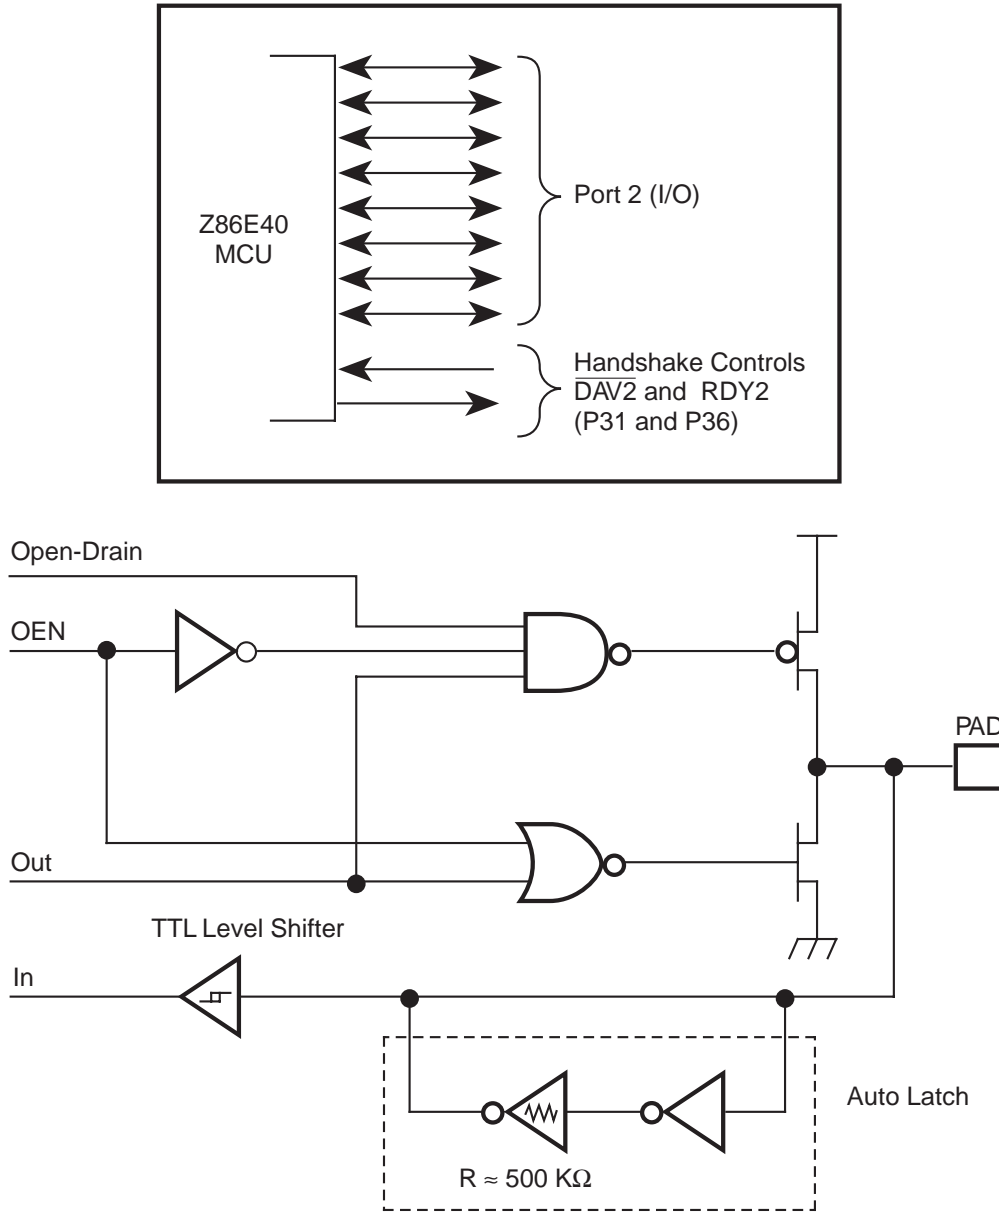 Z86E40
MCU
Port 2 (I/O)
Handshake Controls
D̅A̅V̅2̅ and RDY2
(P31 and P36)
Open-Drain
OEN
PAD
Out
TTL Level Shifter
In
Auto Latch
R ≈ 500 KΩ